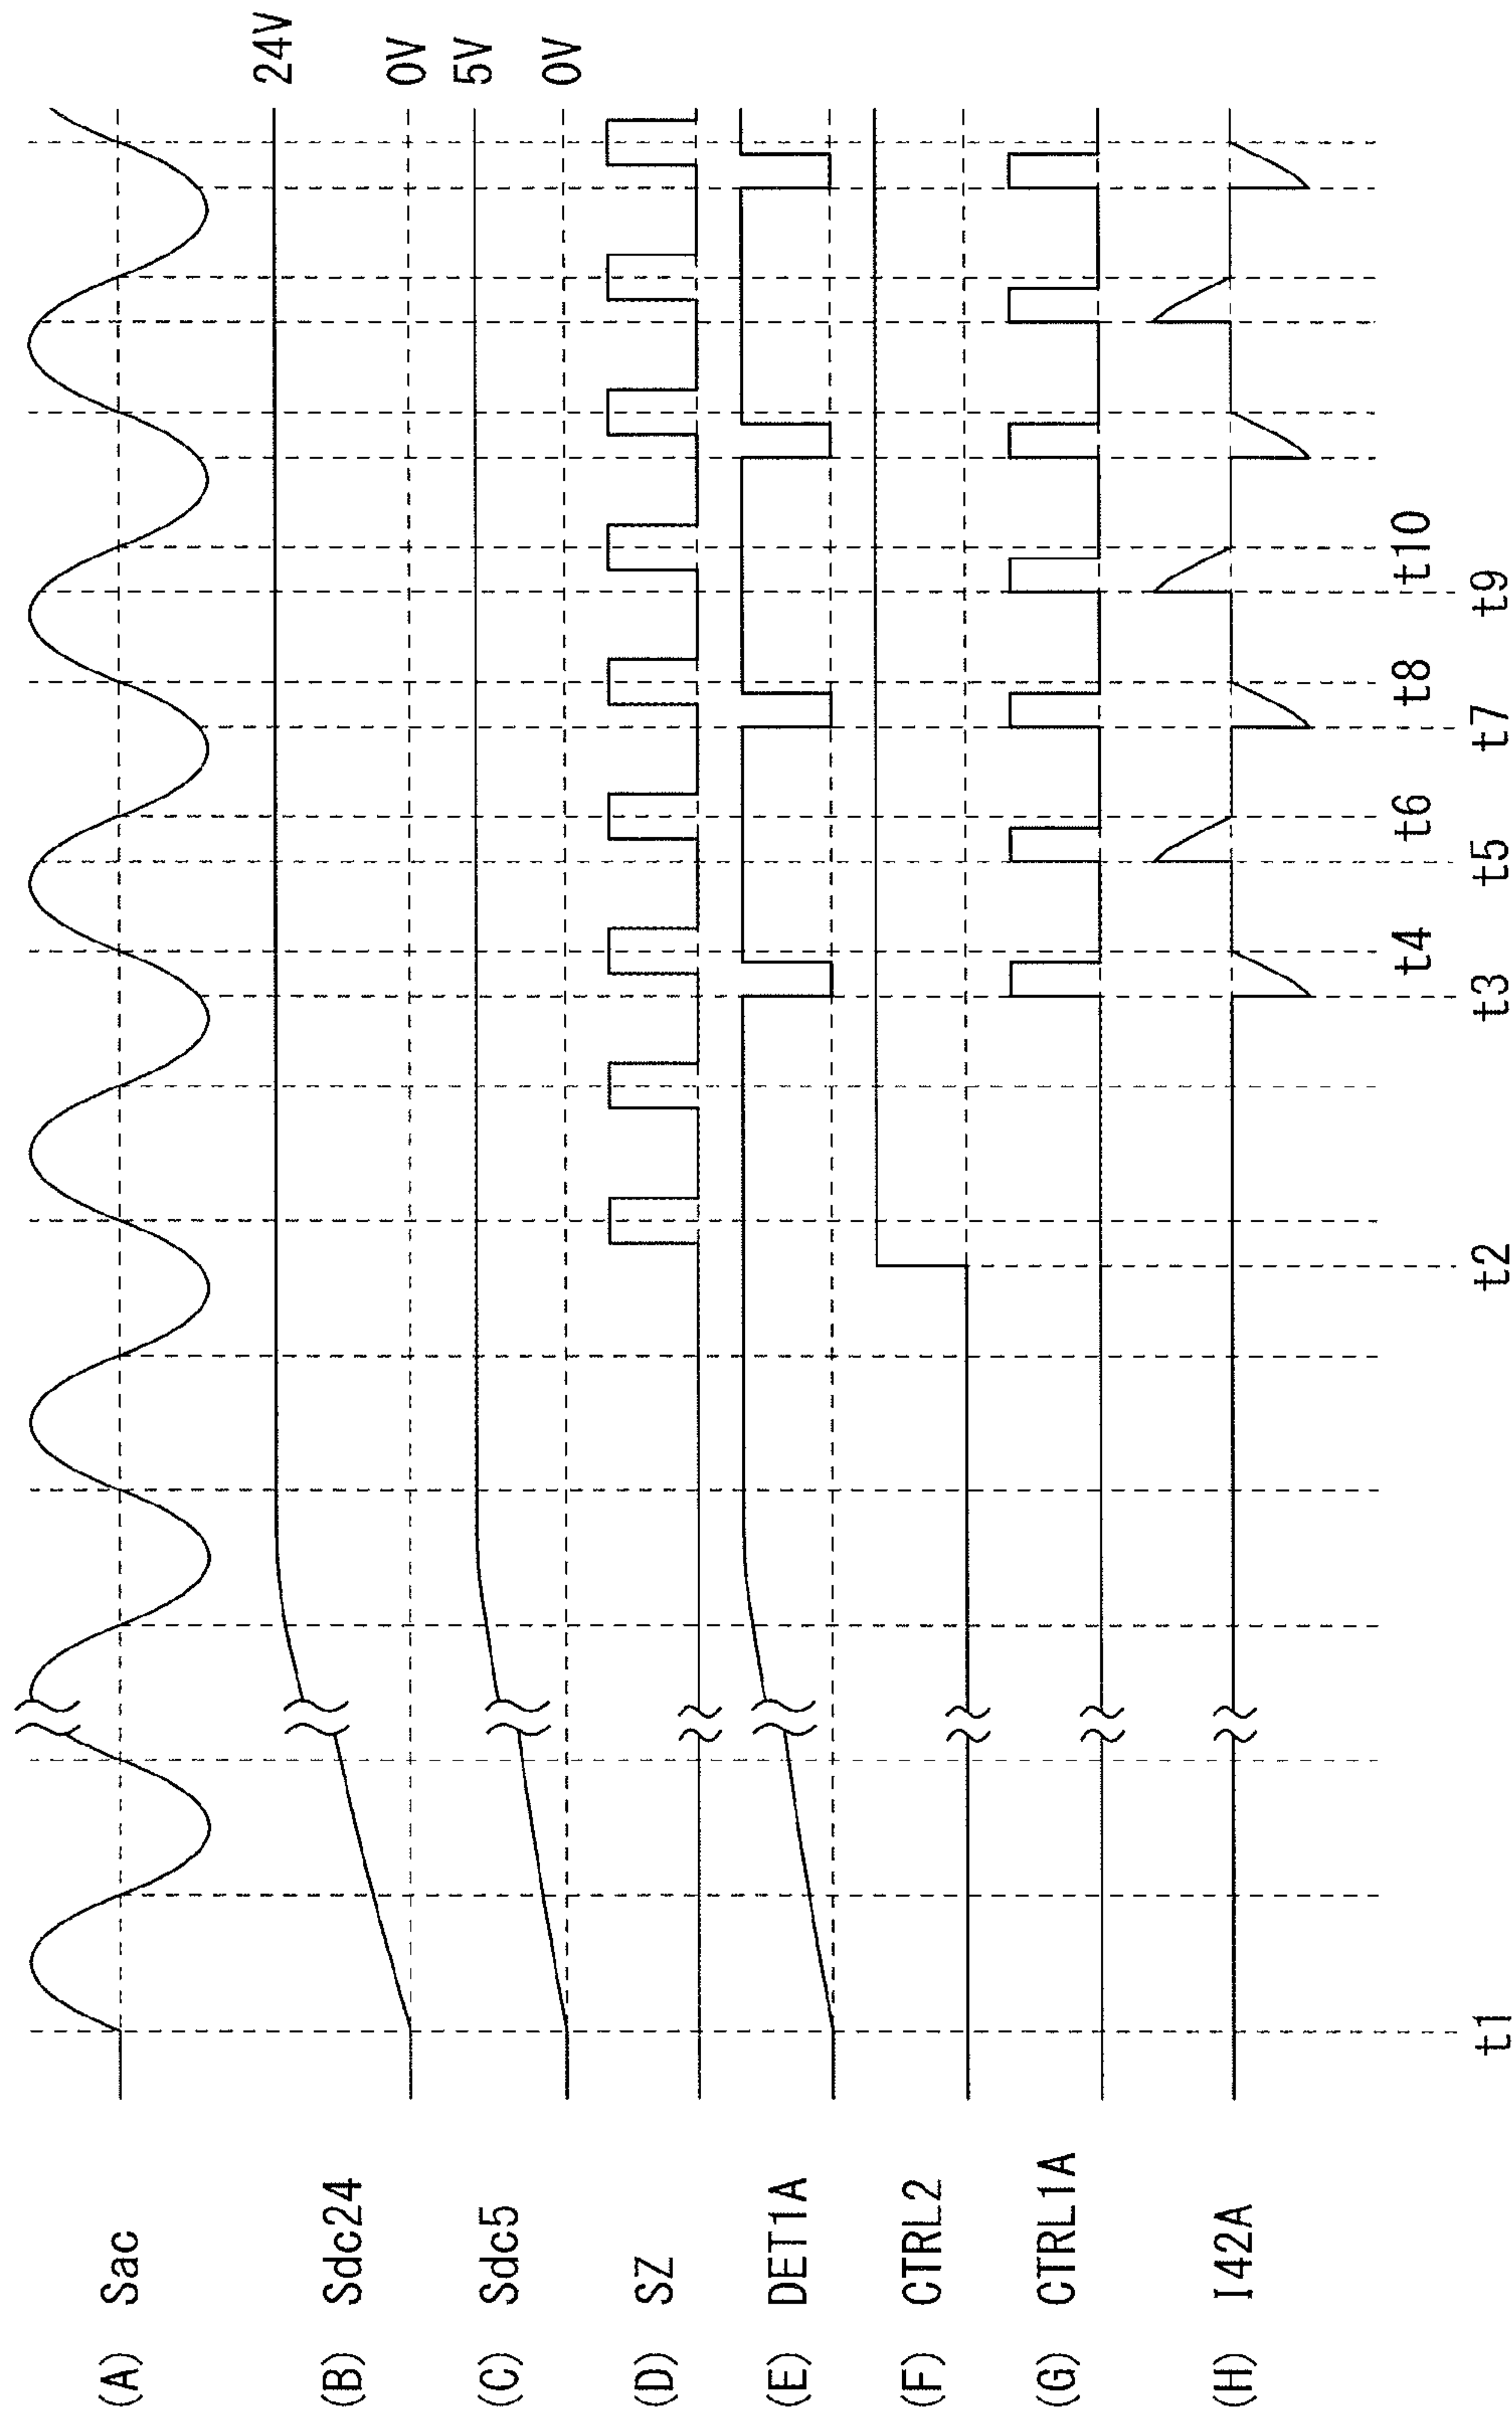 (A) Sac
(B) Sdc24
24V
0V
(C) Sdc5
5V
0V
(D) SZ
(E) DET1A
(F) CTRL2
(G) CTRL1A
(H) I42A
t1
t2
t3
t4
t5
t6
t7
t8
t9
t10